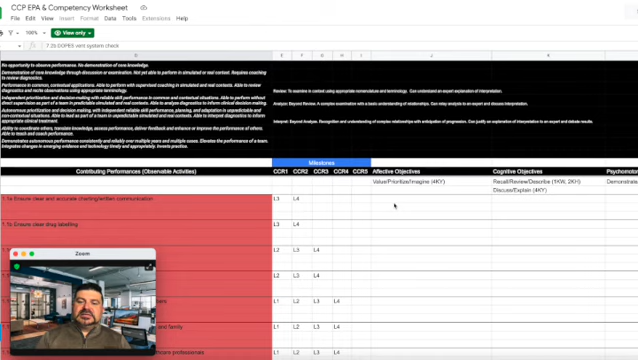 CCP EPA & Competency Worksheet
File Edit View Insert Format Data Tools Extensions Help
100% View only
fx 7.2b DOPES vent system check
D E F G H I J K
No opportunity to observe performance. No demonstration of core knowledge.
Demonstration of core knowledge through discussion or examination. Not yet able to perform in simulated or real context. Requires coaching
to review diagnostics.
Performance in common, contextual applications. Able to perform with supervised coaching in simulated and real contexts. Able to review
diagnostics and recite observations using appropriate terminology.
Independent prioritization and decision-making with reliable skill performance in common and contextual situations. Able to perform without
direct supervision as part of a team in predictable simulated and real contexts. Able to analyze diagnostics to inform clinical decision making.
Autonomous prioritization and decision-making, with independent reliable skill performance, planning, and adaptation in unpredictable and
non-contextual situations. Able to lead as part of a team in unpredictable simulated and real contexts. Able to interpret diagnostics to inform
appropriate clinical treatment.
Ability to coordinate others, translate knowledge, access performance, deliver feedback and enhance or improve the performance of others.
Able to teach and coach performance.
Demonstrates autonomous performance consistently and reliably over multiple years and multiple cases. Elevates the performance of a team.
Integrates changes in emerging evidence and technology timely and appropriately. Invents practice.
Review: To examine in context using appropriate nomenclature and terminology. Can understand an expert explanation of interpretation.
Analyze: Beyond Review. A complex examination with a basic understanding of relationships. Can relay analysis to an expert and discuss interpretation.
Interpret: Beyond Analyze. Recognition and understanding of complex relationships with anticipation of progression. Can justify an explanation of interpretation to an expert and debate results.
Milestones
Contributing Performances (Observable Activities) CCR1 CCR2 CCR3 CCR4 CCR5 Affective Objectives Cognitive Objectives Psychomotor
Value/Prioritize/Imagine (4KY) Recall/Review/Describe (1KW, 2KH) Demonstrate
Discuss/Explain (4KY)
1.1a Ensure clear and accurate charting/written communication L3 L4
1.1b Ensure clear drug labelling L3 L4
L2 L3 L4
L2 L3 L4
L1 L2 L3 L4
and family L1 L2 L3 L4
healthcare professionals L1 L2 L3 L4
Zoom